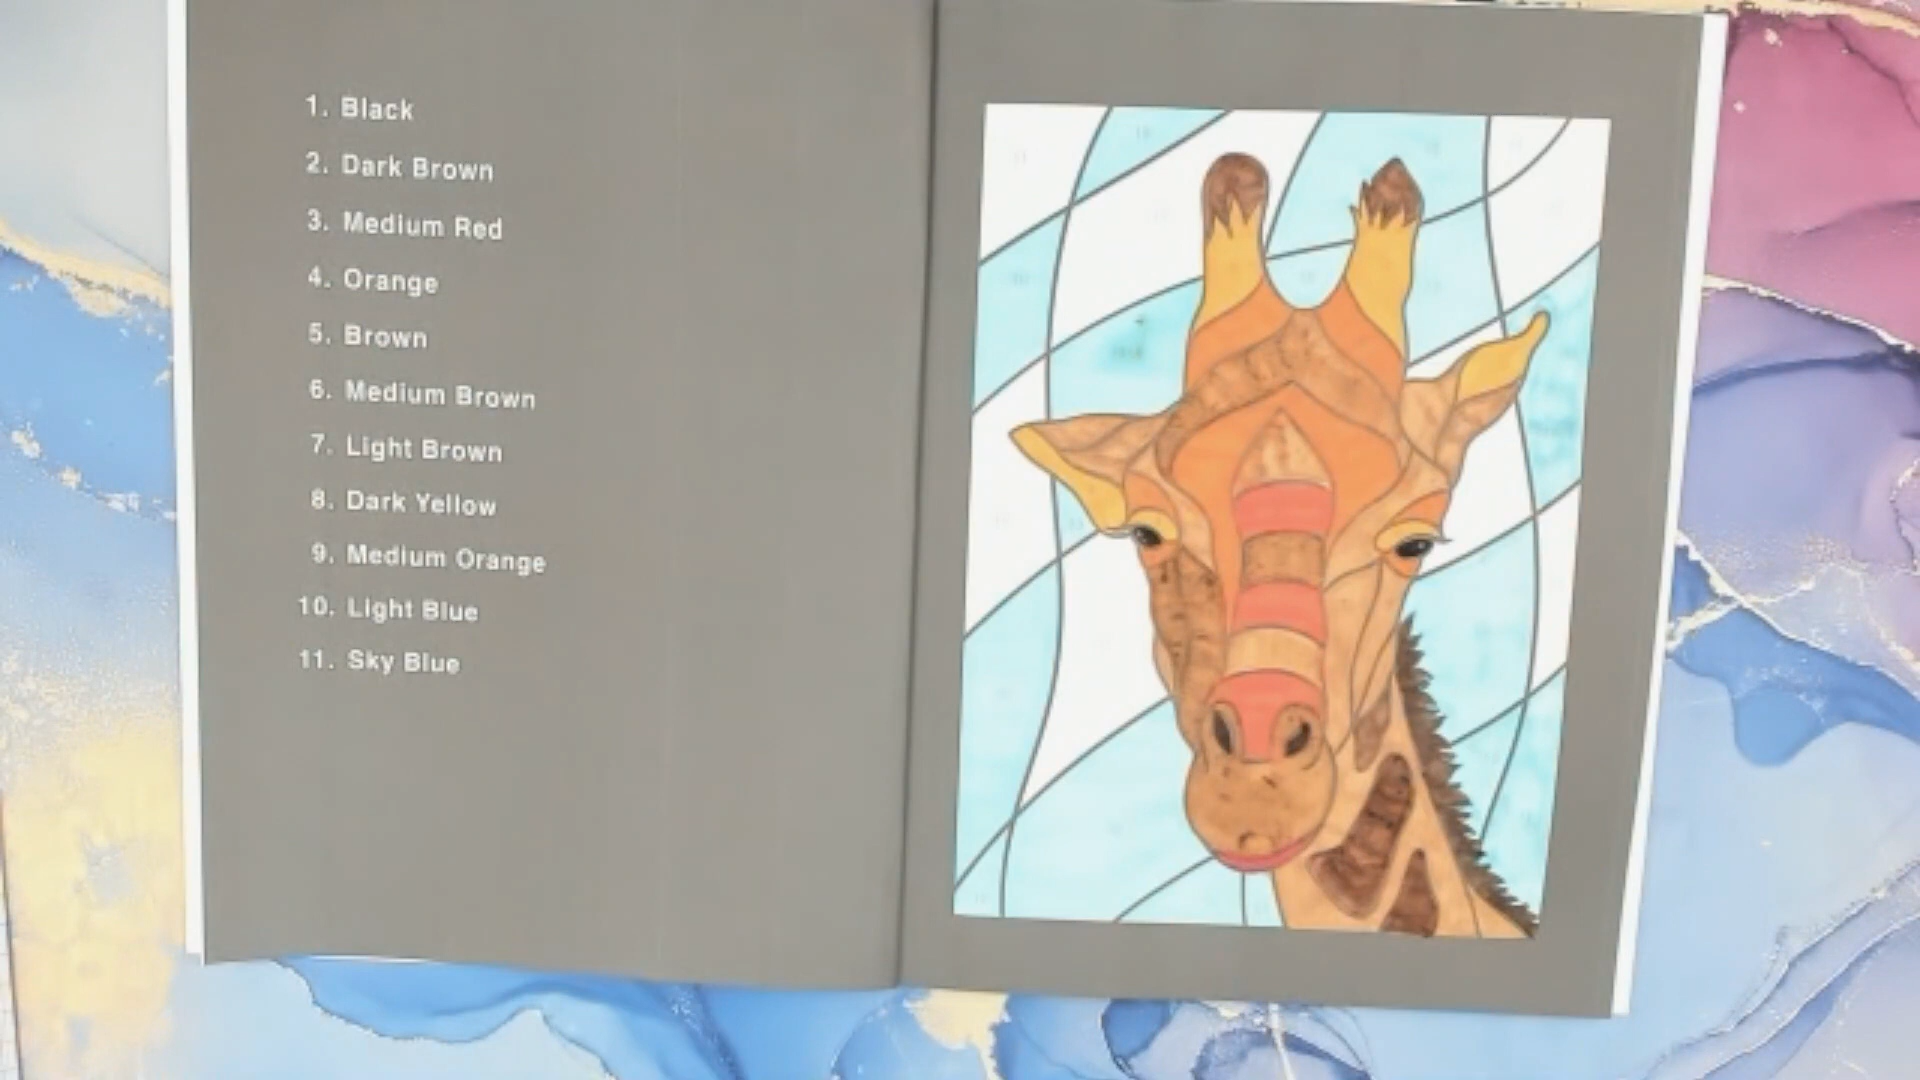 1. Black
2. Dark Brown
3. Medium Red
4. Orange
5. Brown
6. Medium Brown
7. Light Brown
8. Dark Yellow
9. Medium Orange
10. Light Blue
11. Sky Blue